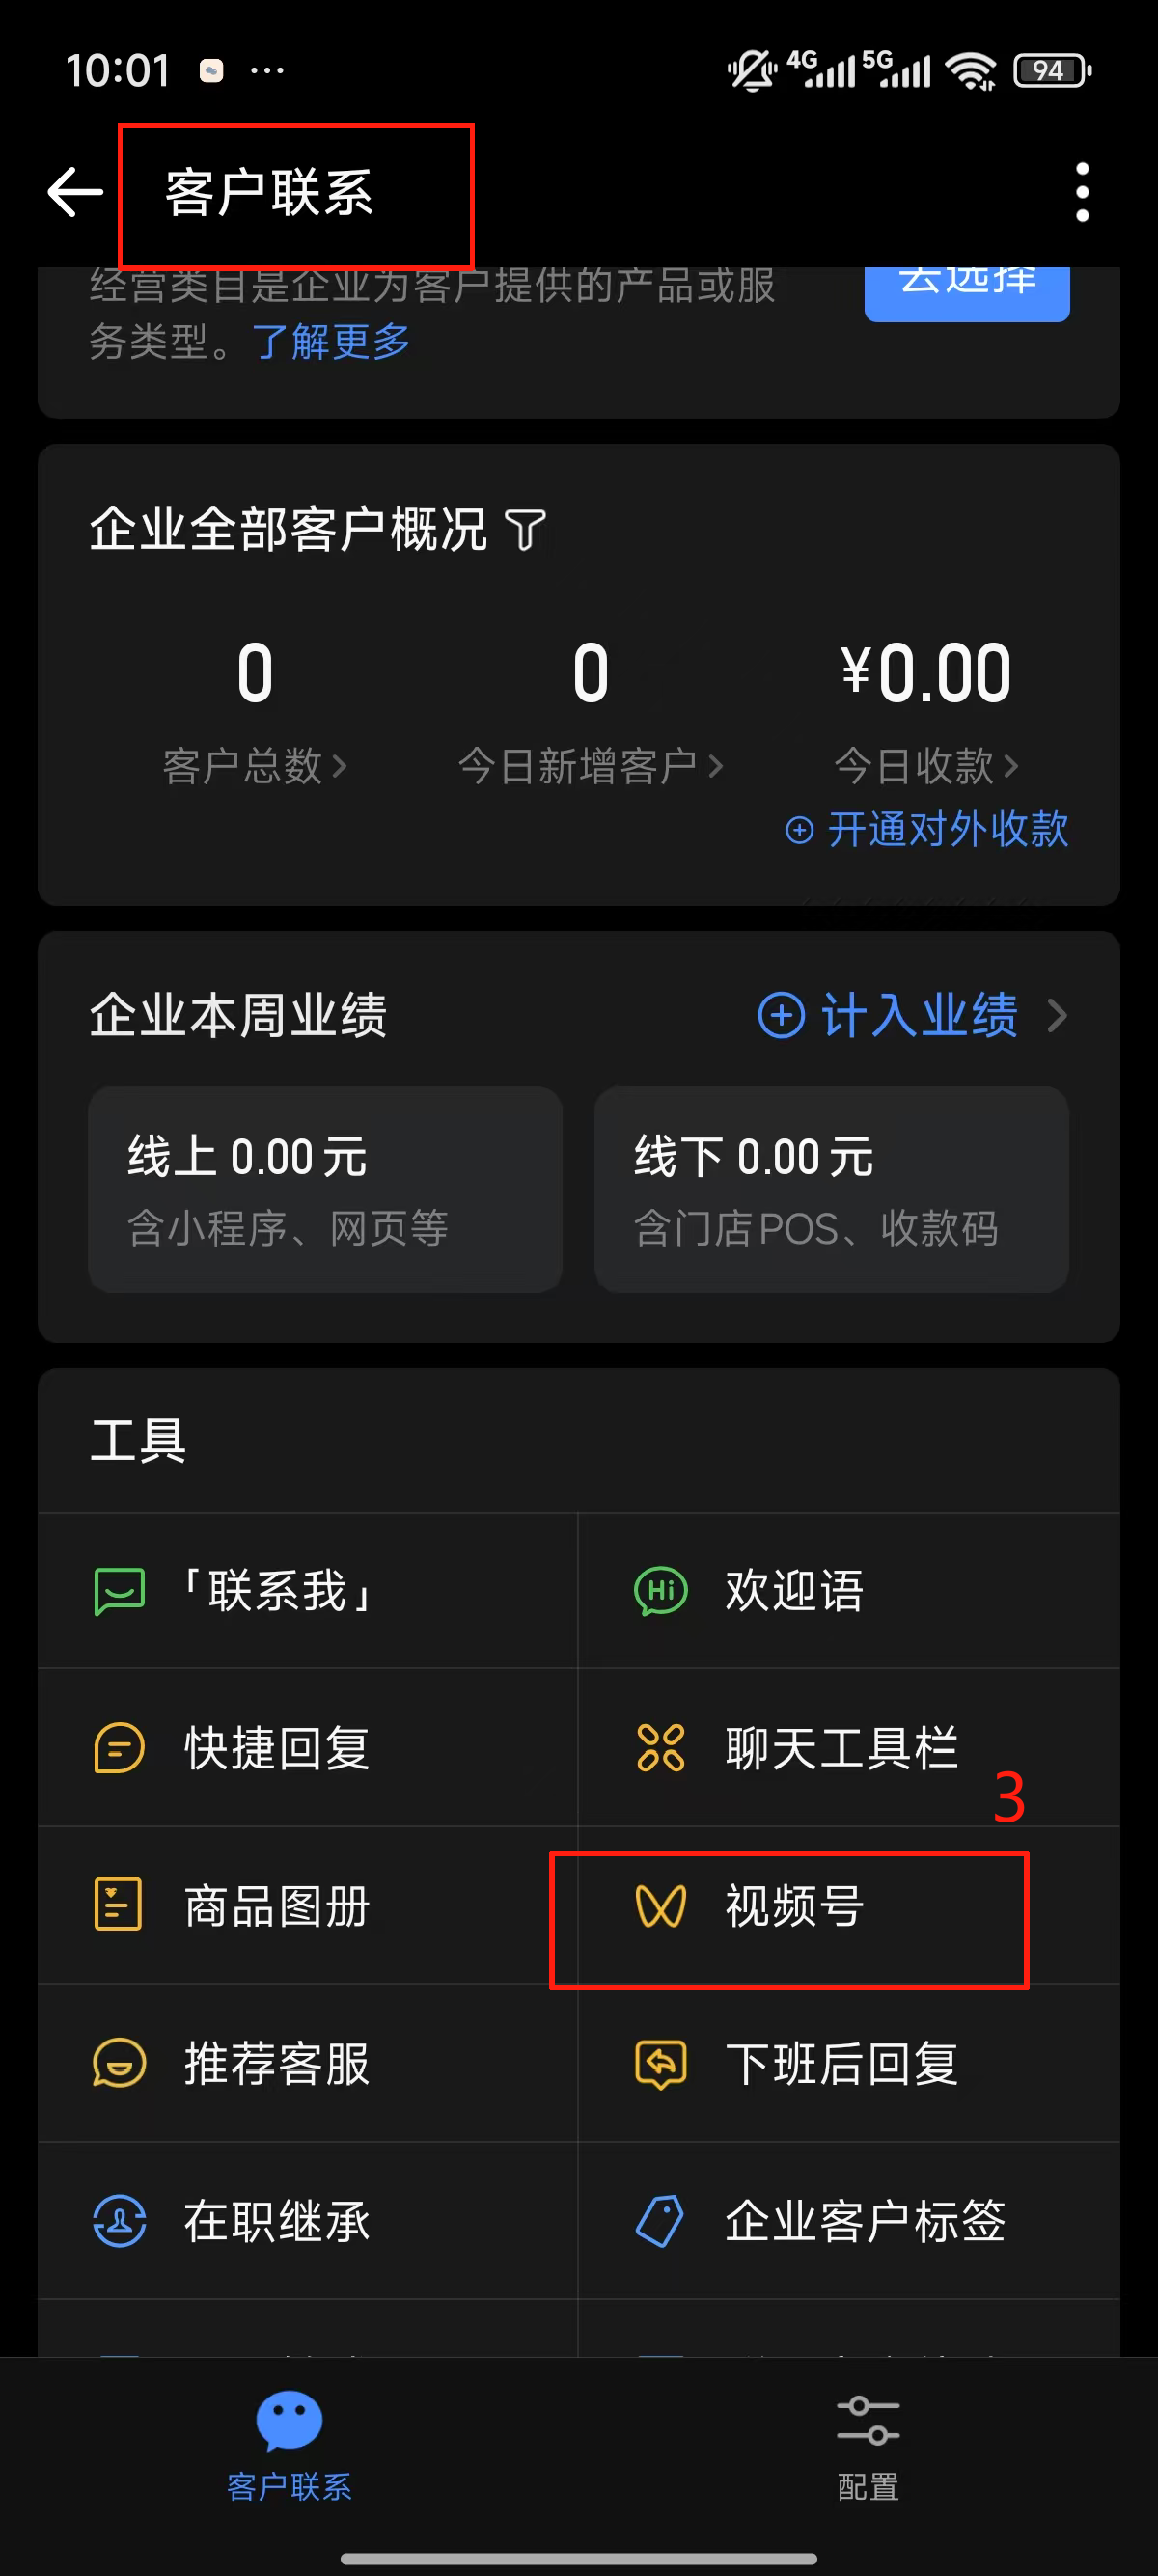 10:01
4G 5G 94
客户联系
经营类目是企业为客户提供的产品或服
务类型。了解更多
去选择
企业全部客户概况
0
客户总数
0
今日新增客户
¥0.00
今日收款
开通对外收款
企业本周业绩
计入业绩
线上 0.00 元
含小程序、网页等
线下 0.00 元
含门店POS、收款码
工具
「联系我」
Hi 欢迎语
快捷回复
聊天工具栏
3
商品图册
视频号
推荐客服
下班后回复
在职继承
企业客户标签
客户联系
配置